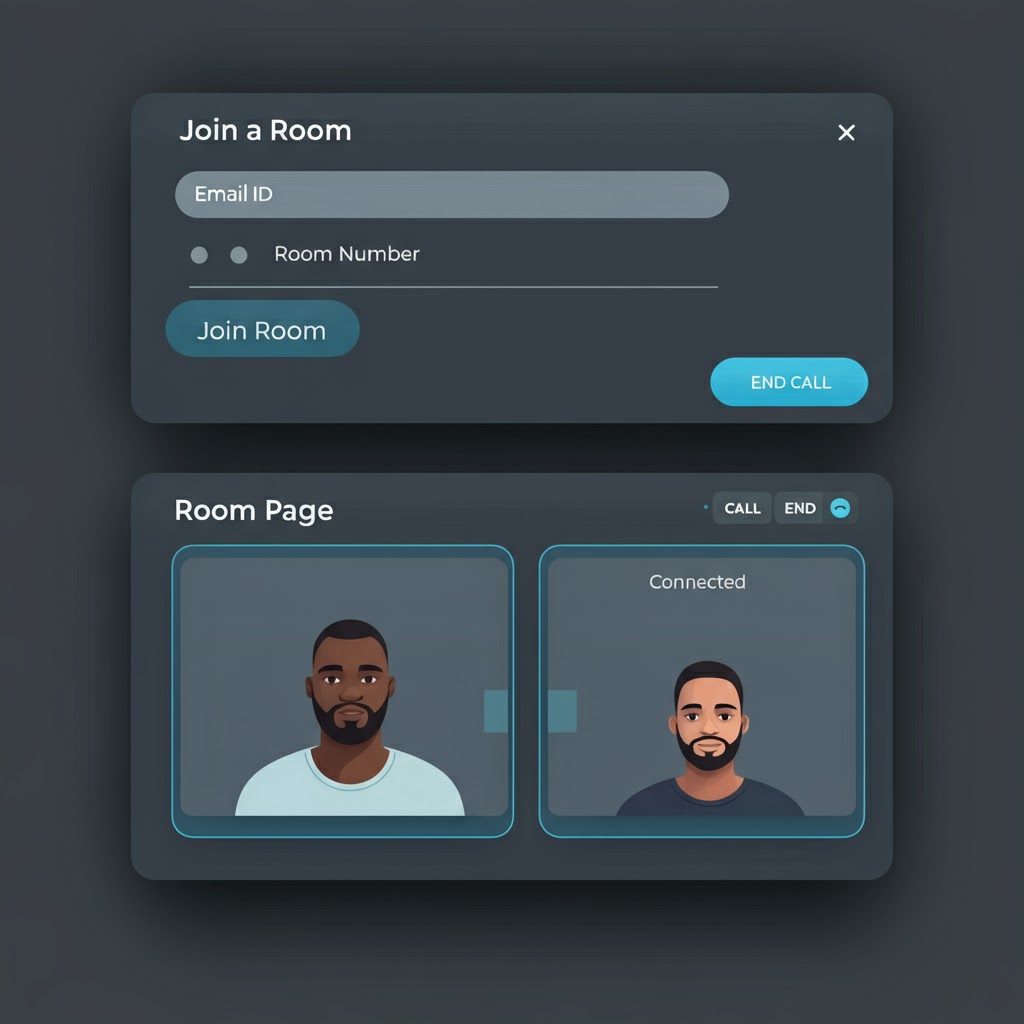 Join a Room
Email ID
Room Number
Join Room
END CALL
Room Page
CALL END
Connected